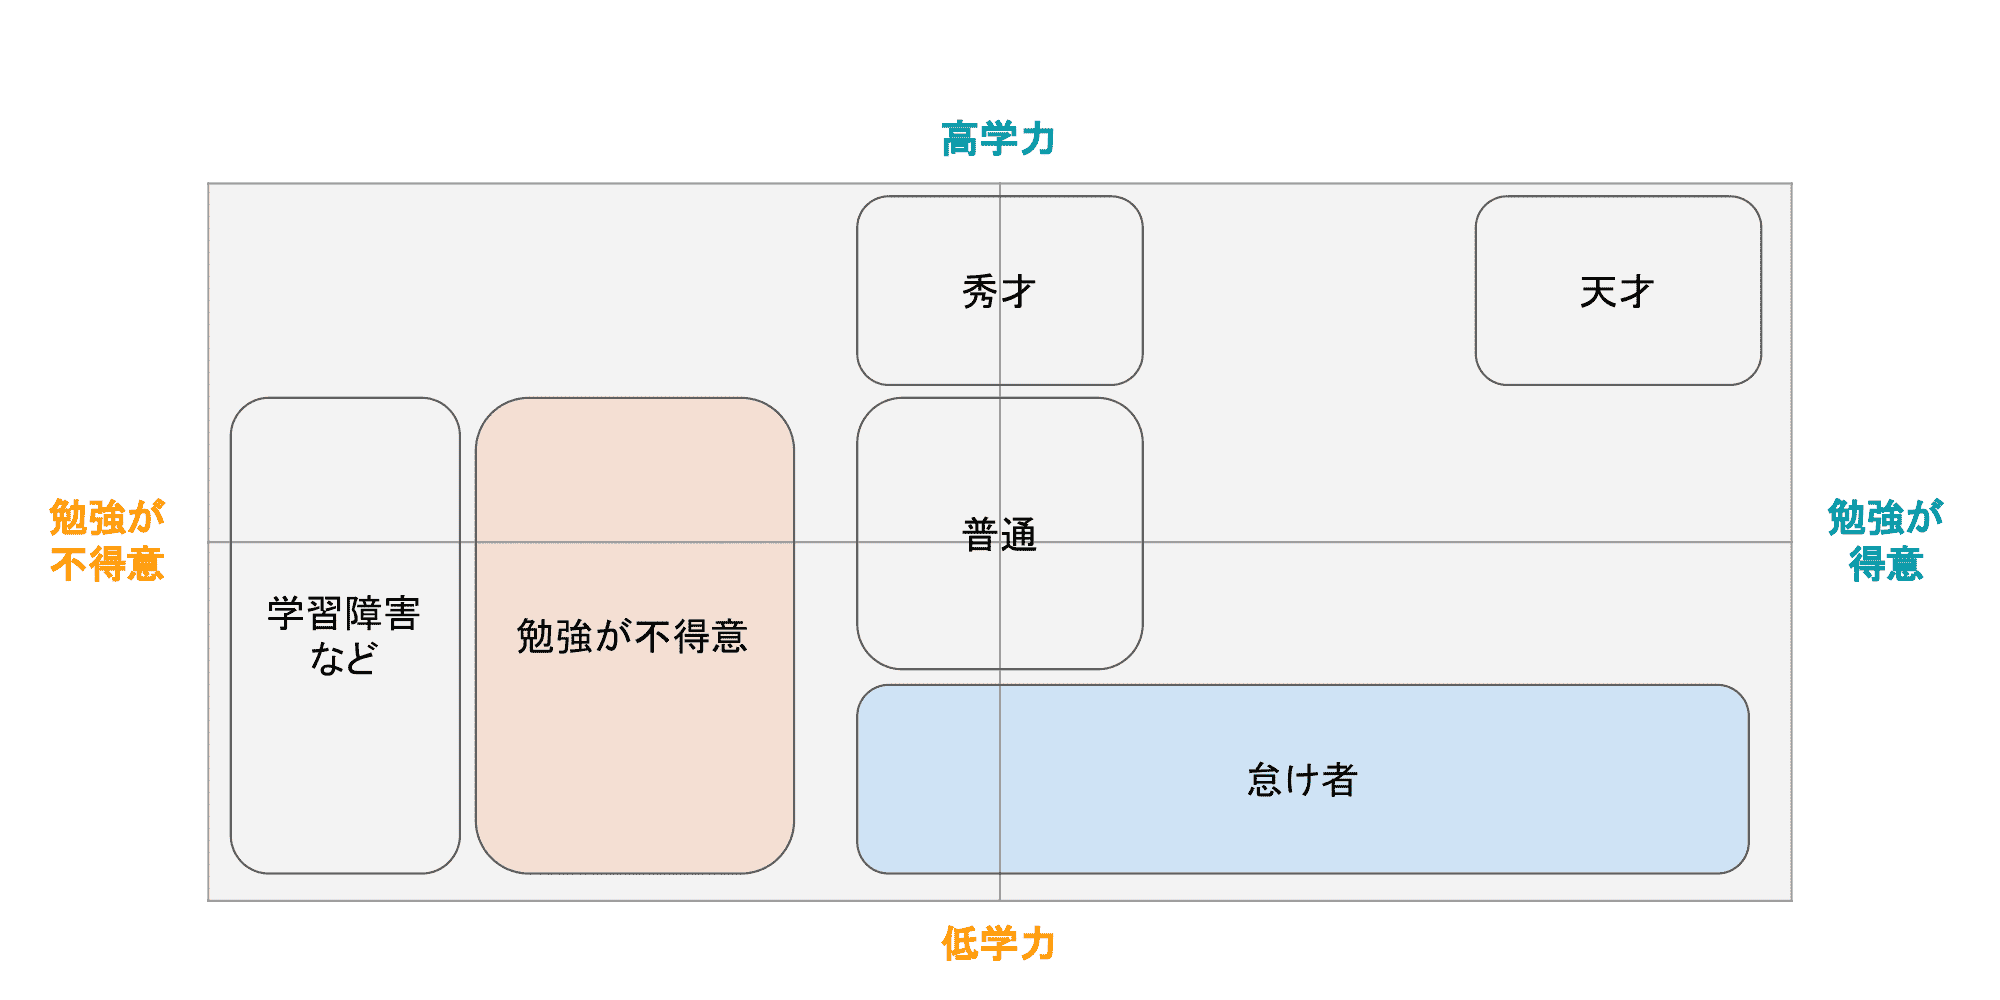 高学力
秀才
天才
勉強が
不得意
学習障害
など
勉強が不得意
普通
勉強が
得意
怠け者
低学力